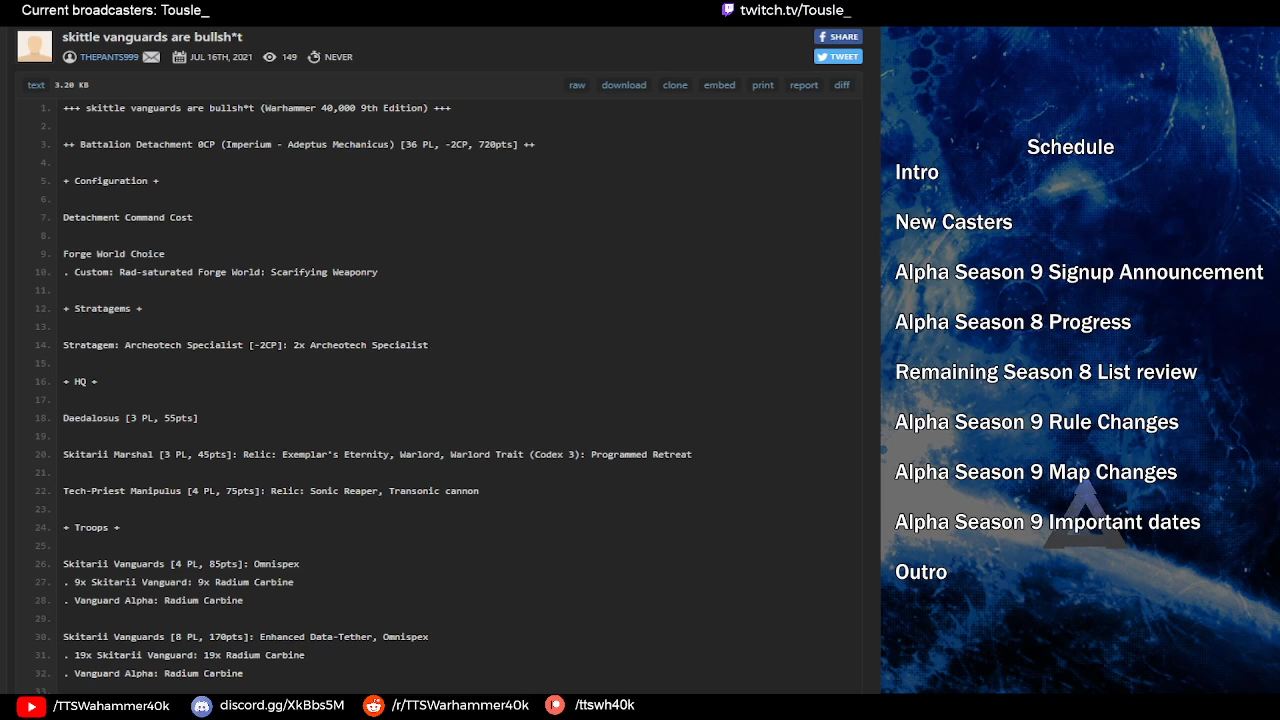 Current broadcasters: Tousle_
twitch.tv/Tousle_
skittle vanguards are bullsh*t
THEPANTS999 JUL 16TH, 2021 149 NEVER
SHARE
TWEET
text 3.20 KB raw download clone embed print report diff
1. +++ skittle vanguards are bullsh*t (Warhammer 40,000 9th Edition) +++
2.
3. ++ Battalion Detachment 0CP (Imperium - Adeptus Mechanicus) [36 PL, -2CP, 720pts] ++
4.
5. + Configuration +
6.
7. Detachment Command Cost
8.
9. Forge World Choice
10. . Custom: Rad-saturated Forge World: Scarifying Weaponry
11.
12. + Stratagems +
13.
14. Stratagem: Archeotech Specialist [-2CP]: 2x Archeotech Specialist
15.
16. + HQ +
17.
18. Daedalosus [3 PL, 55pts]
19.
20. Skitarii Marshal [3 PL, 45pts]: Relic: Exemplar's Eternity, Warlord, Warlord Trait (Codex 3): Programmed Retreat
21.
22. Tech-Priest Manipulus [4 PL, 75pts]: Relic: Sonic Reaper, Transonic cannon
23.
24. + Troops +
25.
26. Skitarii Vanguards [4 PL, 85pts]: Omnispex
27. . 9x Skitarii Vanguard: 9x Radium Carbine
28. . Vanguard Alpha: Radium Carbine
29.
30. Skitarii Vanguards [8 PL, 170pts]: Enhanced Data-Tether, Omnispex
31. . 19x Skitarii Vanguard: 19x Radium Carbine
32. . Vanguard Alpha: Radium Carbine
33.
Schedule
Intro
New Casters
Alpha Season 9 Signup Announcement
Alpha Season 8 Progress
Remaining Season 8 List review
Alpha Season 9 Rule Changes
Alpha Season 9 Map Changes
Alpha Season 9 Important dates
Outro
/TTSWahammer40k discord.gg/XkBbs5M /r/TTSWarhammer40k /ttswh40k